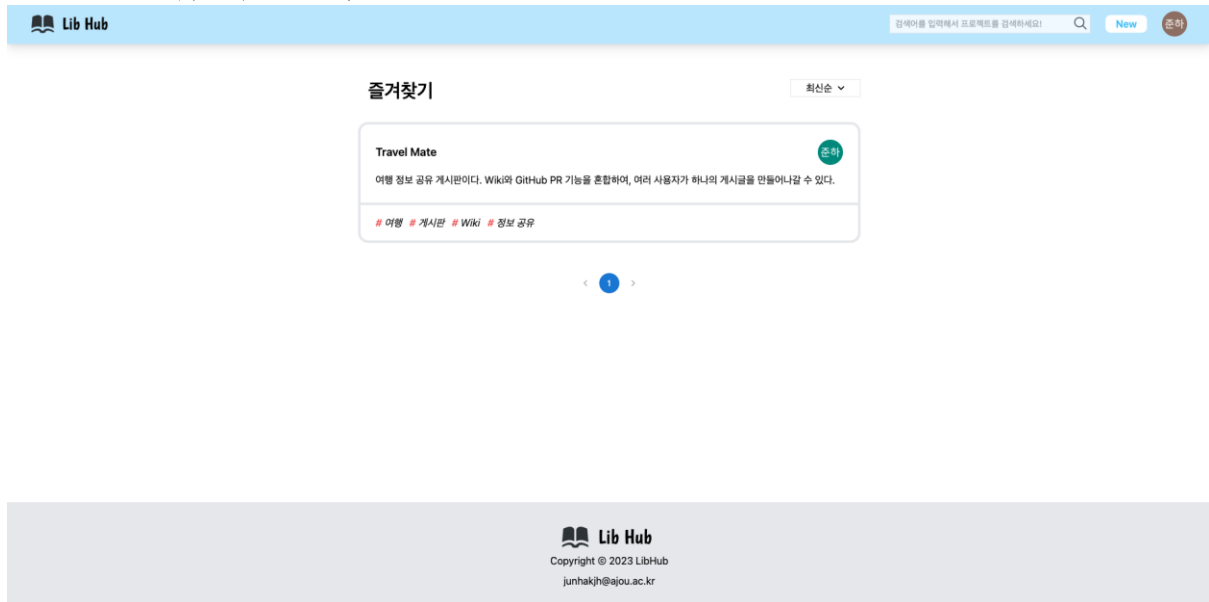 Lib Hub
검색어를 입력해서 프로젝트를 검색하세요!
New
준하
즐겨찾기
최신순
Travel Mate
준하
여행 정보 공유 게시판이다. Wiki와 GitHub PR 기능을 혼합하여, 여러 사용자가 하나의 게시글을 만들어나갈 수 있다.
# 여행 # 게시판 # Wiki # 정보 공유
< 1 >
Lib Hub
Copyright © 2023 LibHub
junhakjh@ajou.ac.kr